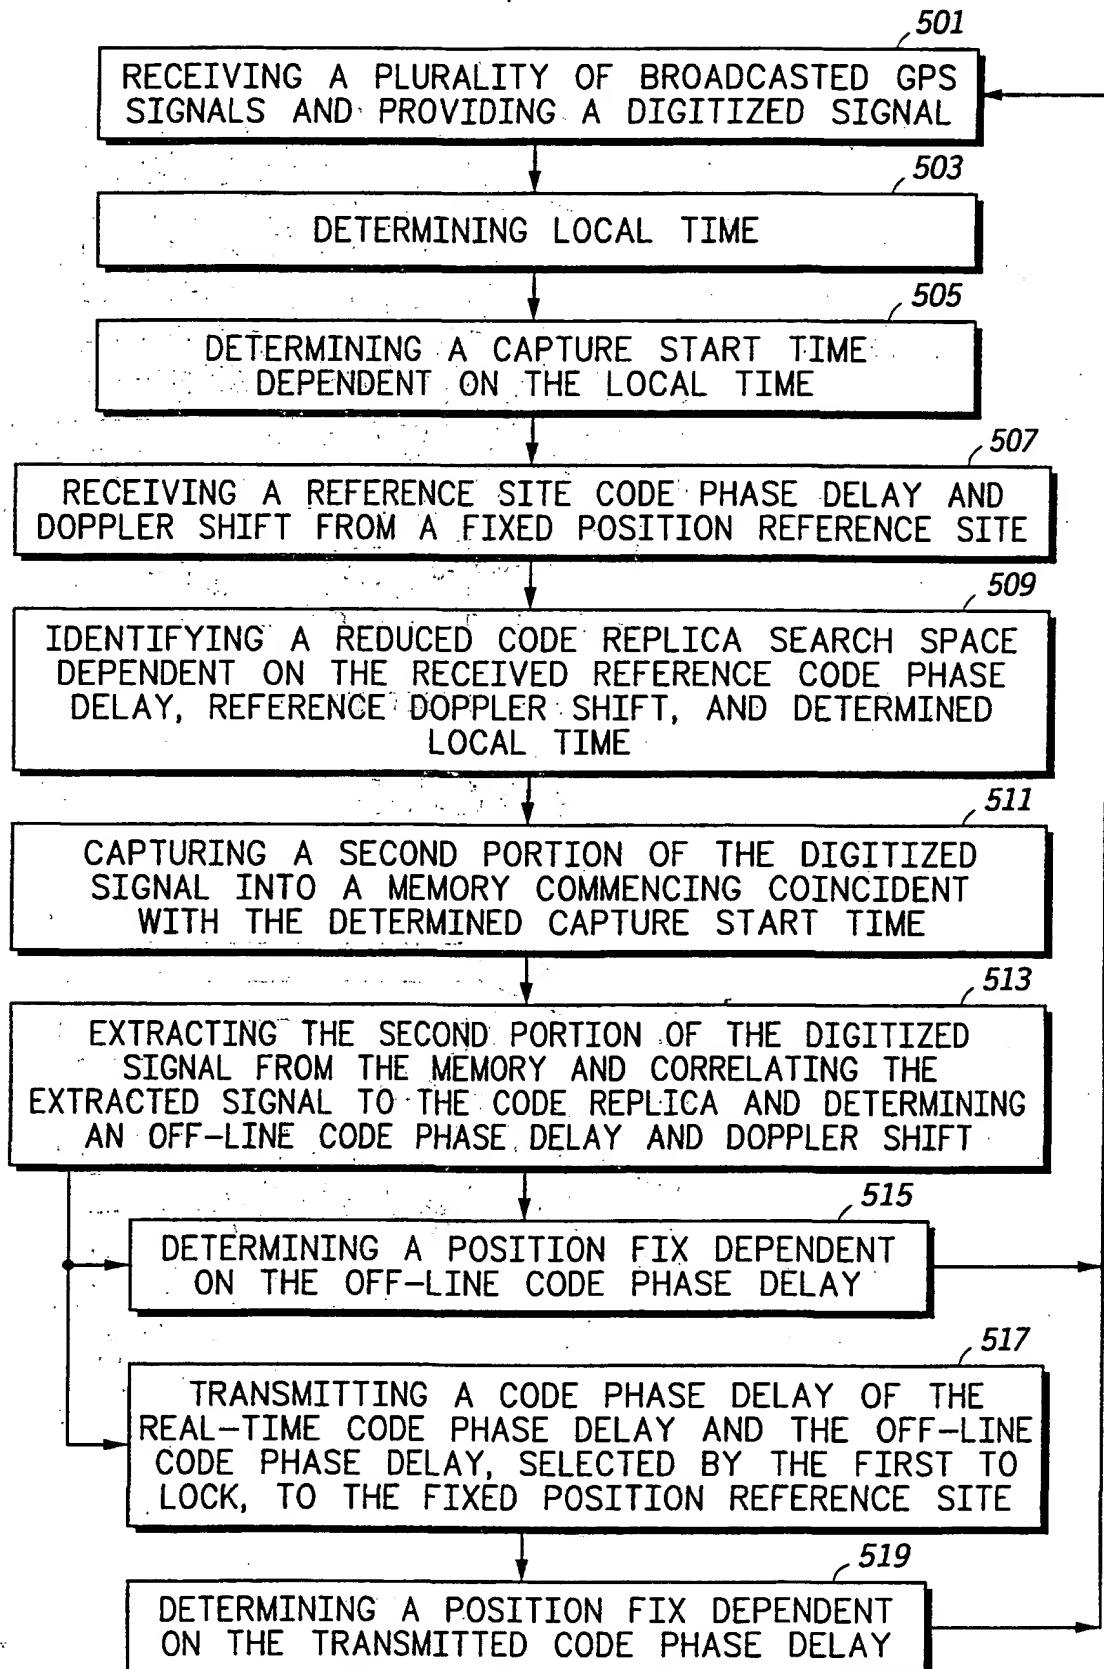 501
RECEIVING A PLURALITY OF BROADCASTED GPS
SIGNALS AND PROVIDING A DIGITIZED SIGNAL
503
DETERMINING LOCAL TIME
505
DETERMINING A CAPTURE START TIME
DEPENDENT ON THE LOCAL TIME
507
RECEIVING A REFERENCE SITE CODE PHASE DELAY AND
DOPPLER SHIFT FROM A FIXED POSITION REFERENCE SITE
509
IDENTIFYING A REDUCED CODE REPLICA SEARCH SPACE
DEPENDENT ON THE RECEIVED REFERENCE CODE PHASE
DELAY, REFERENCE DOPPLER SHIFT, AND DETERMINED
LOCAL TIME
511
CAPTURING A SECOND PORTION OF THE DIGITIZED
SIGNAL INTO A MEMORY COMMENCING COINCIDENT
WITH THE DETERMINED CAPTURE START TIME
513
EXTRACTING THE SECOND PORTION OF THE DIGITIZED
SIGNAL FROM THE MEMORY AND CORRELATING THE
EXTRACTED SIGNAL TO THE CODE REPLICA AND DETERMINING
AN OFF-LINE CODE PHASE DELAY AND DOPPLER SHIFT
515
DETERMINING A POSITION FIX DEPENDENT
ON THE OFF-LINE CODE PHASE DELAY
517
TRANSMITTING A CODE PHASE DELAY OF THE
REAL-TIME CODE PHASE DELAY AND THE OFF-LINE
CODE PHASE DELAY, SELECTED BY THE FIRST TO
LOCK, TO THE FIXED POSITION REFERENCE SITE
519
DETERMINING A POSITION FIX DEPENDENT
ON THE TRANSMITTED CODE PHASE DELAY